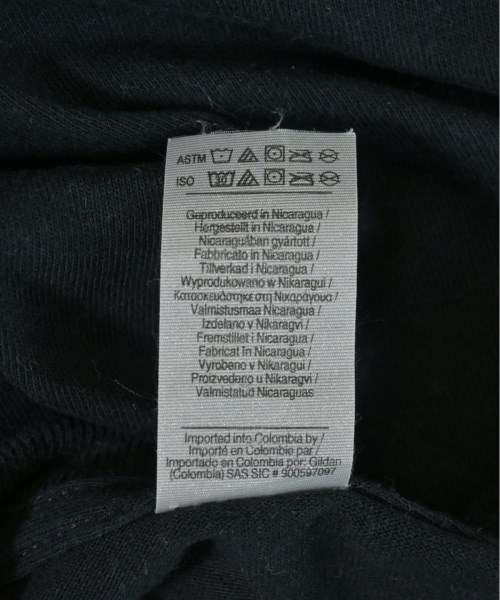 ASTM
ISO 30
Geproduceerd in Nicaragua /
Hergestellt in Nicaragua /
Nicaraguában gyártott /
Fabbricato in Nicaragua /
Tillverkad i Nicaragua /
Wyprodukowano w Nikaragui /
Κατασκευάστηκε στη Νικαράγουα /
Valmistusmaa Nicaragua /
Izdelano v Nikaragvi /
Fremstillet i Nicaragua /
Fabricat în Nicaragua /
Vyrobeno v Nikaragui /
Proizvedeno u Nikaragvi /
Valmistatud Nicaraguas
Imported into Colombia by /
Importé en Colombie par /
Importado en Colombia por: Gildan
(Colombia) SAS SIC # 900597097